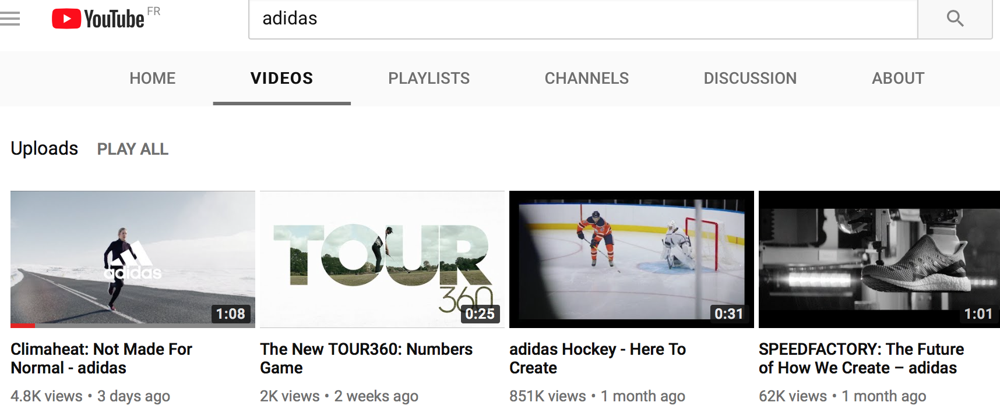 YouTube FR
adidas
HOME VIDEOS PLAYLISTS CHANNELS DISCUSSION ABOUT
Uploads PLAY ALL
adidas
1:08
TOUR
360
0:25
0:31
1:01
Climaheat: Not Made For
Normal - adidas
4.8K views • 3 days ago
The New TOUR360: Numbers
Game
2K views • 2 weeks ago
adidas Hockey - Here To
Create
851K views • 1 month ago
SPEEDFACTORY: The Future
of How We Create – adidas
62K views • 1 month ago